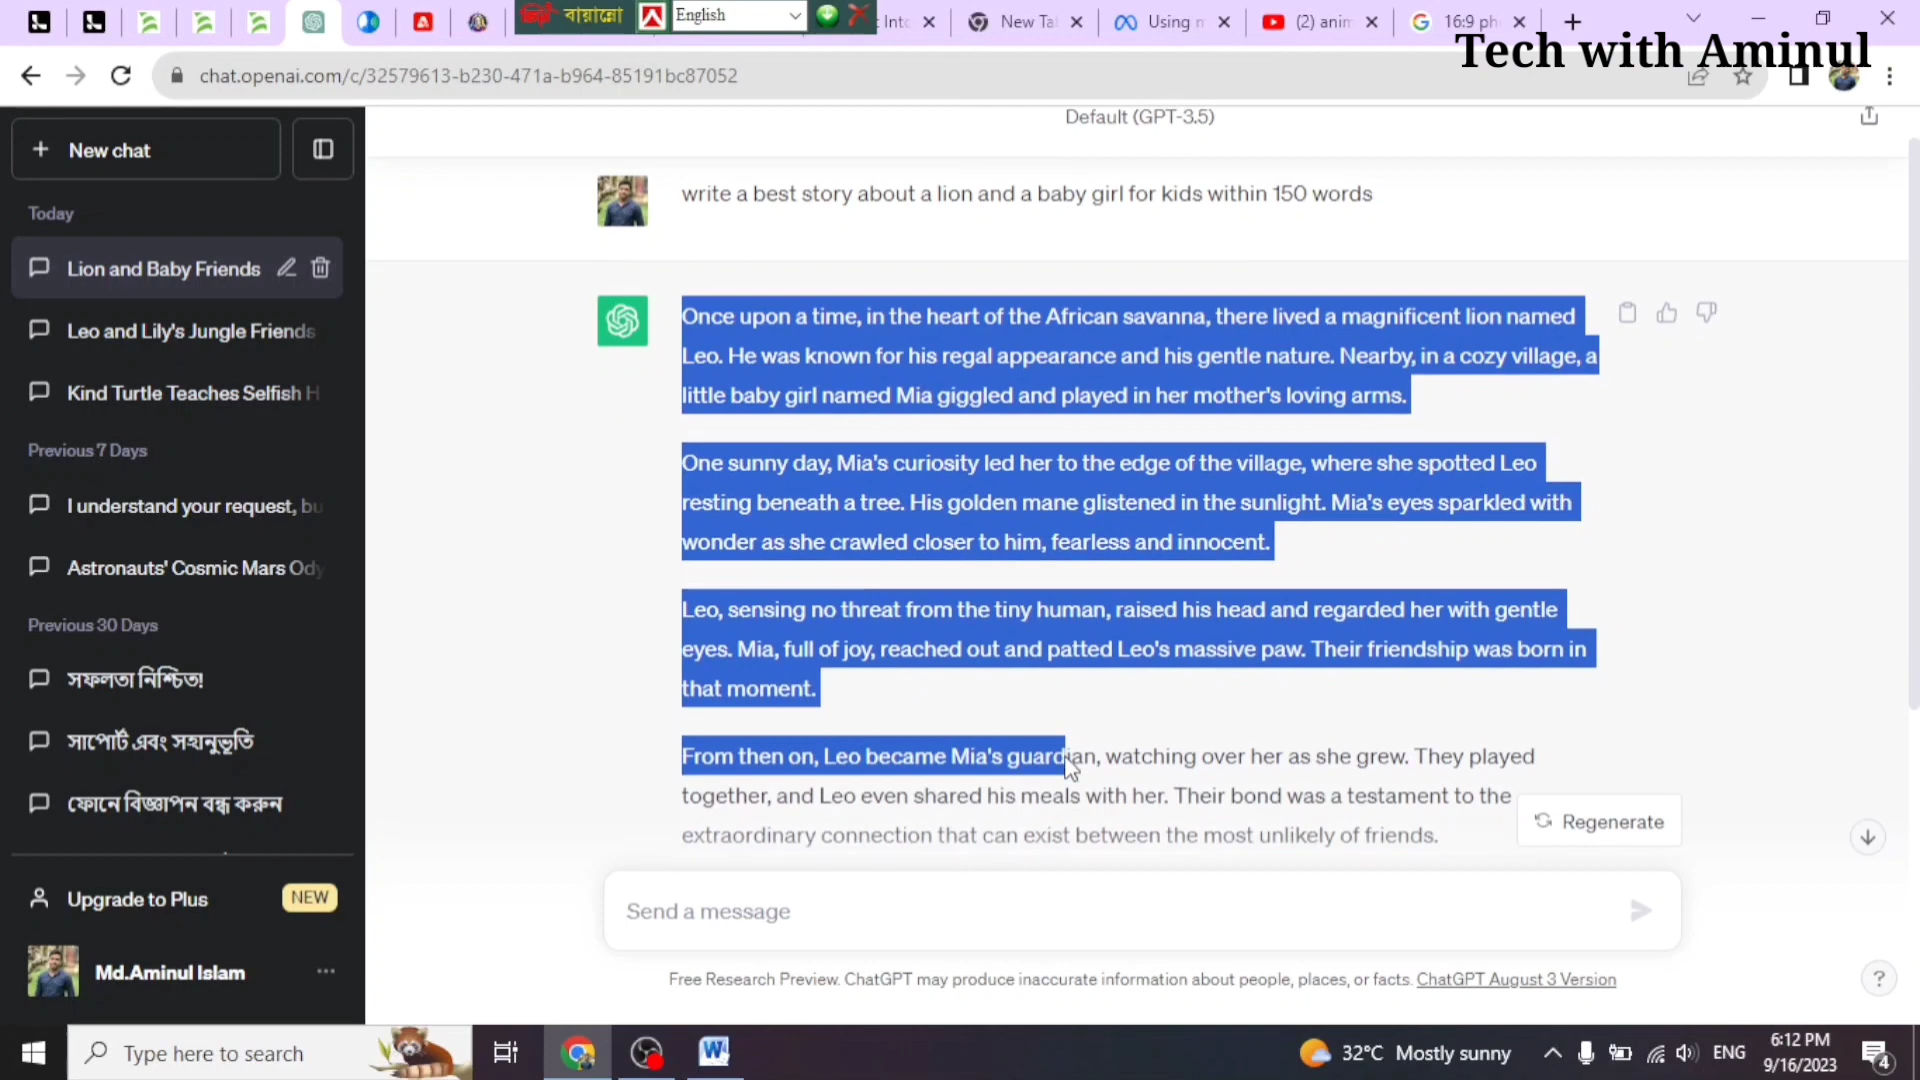 বায়ান্নো
English
New Ta
Using m
(2) anim
16:9 ph
Tech with Aminul
chat.openai.com/c/32579613-b230-471a-b964-85191bc87052
Default (GPT-3.5)
New chat
Today
Lion and Baby Friends
Leo and Lily's Jungle Friends
Kind Turtle Teaches Selfish H
Previous 7 Days
I understand your request, bu
Astronauts' Cosmic Mars Ody
Previous 30 Days
সফলতা নিশ্চিত!
সাপোর্ট এবং সহানুভূতি
ফোনে বিজ্ঞাপন বন্ধ করুন
Upgrade to Plus
NEW
Md.Aminul Islam
write a best story about a lion and a baby girl for kids within 150 words
Once upon a time, in the heart of the African savanna, there lived a magnificent lion named
Leo. He was known for his regal appearance and his gentle nature. Nearby, in a cozy village, a
little baby girl named Mia giggled and played in her mother's loving arms.
One sunny day, Mia's curiosity led her to the edge of the village, where she spotted Leo
resting beneath a tree. His golden mane glistened in the sunlight. Mia's eyes sparkled with
wonder as she crawled closer to him, fearless and innocent.
Leo, sensing no threat from the tiny human, raised his head and regarded her with gentle
eyes. Mia, full of joy, reached out and patted Leo's massive paw. Their friendship was born in
that moment.
From then on, Leo became Mia's guardian, watching over her as she grew. They played
together, and Leo even shared his meals with her. Their bond was a testament to the
extraordinary connection that can exist between the most unlikely of friends.
Regenerate
Send a message
Free Research Preview. ChatGPT may produce inaccurate information about people, places, or facts. ChatGPT August 3 Version
?
Type here to search
32°C Mostly sunny
ENG
6:12 PM
9/16/2023
4